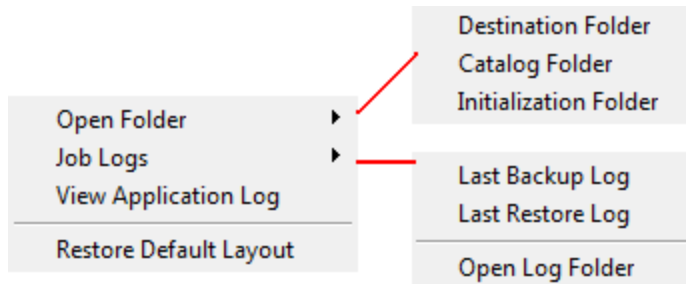 Open Folder
Job Logs
View Application Log
Restore Default Layout
Destination Folder
Catalog Folder
Initialization Folder
Last Backup Log
Last Restore Log
Open Log Folder